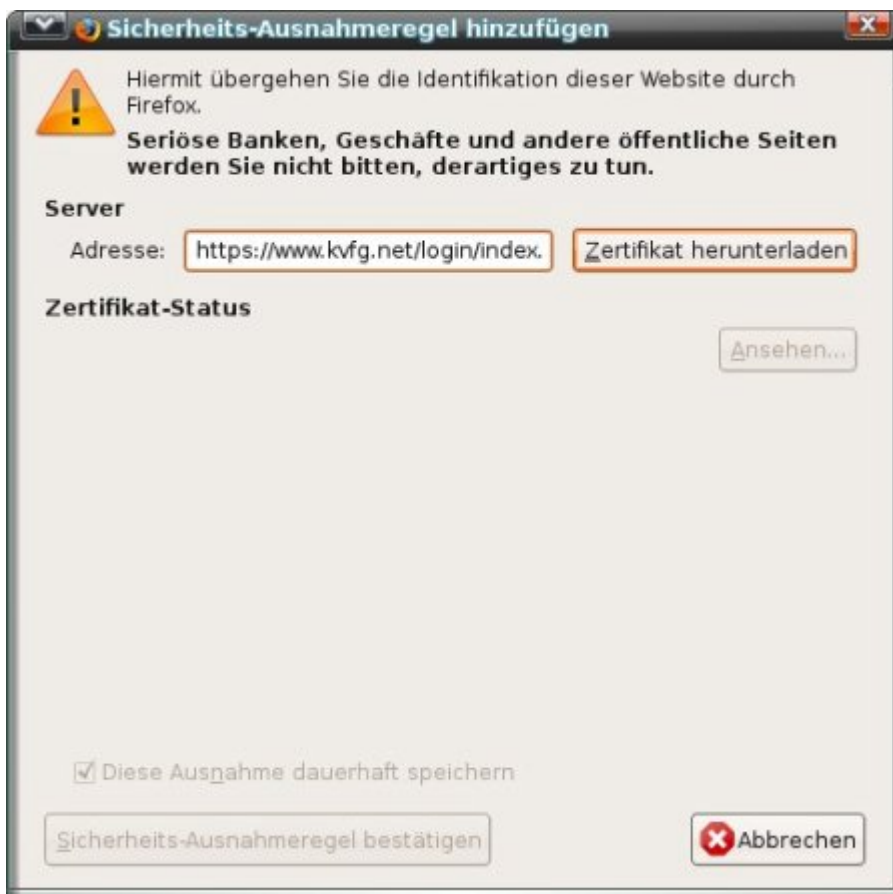 Sicherheits-Ausnahmeregel hinzufügen
Hiermit übergehen Sie die Identifikation dieser Website durch
Firefox.
Seriöse Banken, Geschäfte und andere öffentliche Seiten
werden Sie nicht bitten, derartiges zu tun.
Server
Adresse: https://www.kvfg.net/login/index. Zertifikat herunterladen
Zertifikat-Status
Ansehen...
Diese Ausnahme dauerhaft speichern
Sicherheits-Ausnahmeregel bestätigen Abbrechen